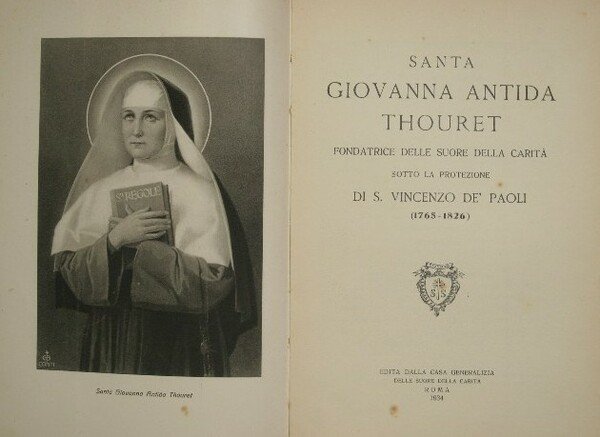 Sᵉ REGOLE
Santa Giovanna Antida Thouret
SANTA
GIOVANNA ANTIDA
THOURET
FONDATRICE DELLE SUORE DELLA CARITÀ
SOTTO LA PROTEZIONE
DI S. VINCENZO DE' PAOLI
(1765-1826)
EDITA DALLA CASA GENERALIZIA
DELLE SUORE DELLA CARITÀ
ROMA
1934